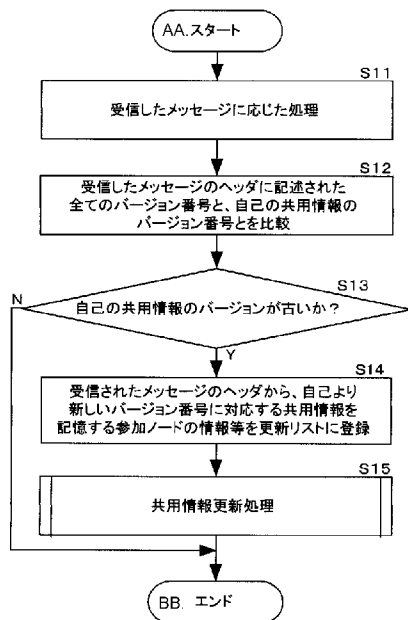 AA.スタート
S11
受信したメッセージに応じた処理
S12
受信したメッセージのヘッダに記述された
全てのバージョン番号と、自己の共用情報の
バージョン番号とを比較
S13
自己の共用情報のバージョンが古いか?
N
Y
S14
受信されたメッセージのヘッダから、自己より
新しいバージョン番号に対応する共用情報を
記憶する参加ノードの情報等を更新リストに登録
S15
共用情報更新処理
BB. エンド